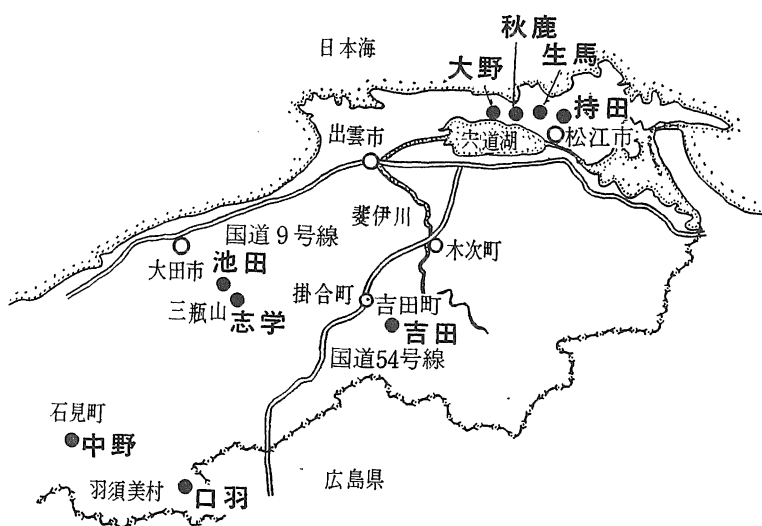 秋鹿
日本海
生馬
大野
持田
出雲市
宍道湖
松江市
斐伊川
国道9号線
木次町
大田市
池田
掛合町
吉田町
三瓶山
志学
吉田
国道54号線
石見町
中野
羽須美村
口羽
広島県